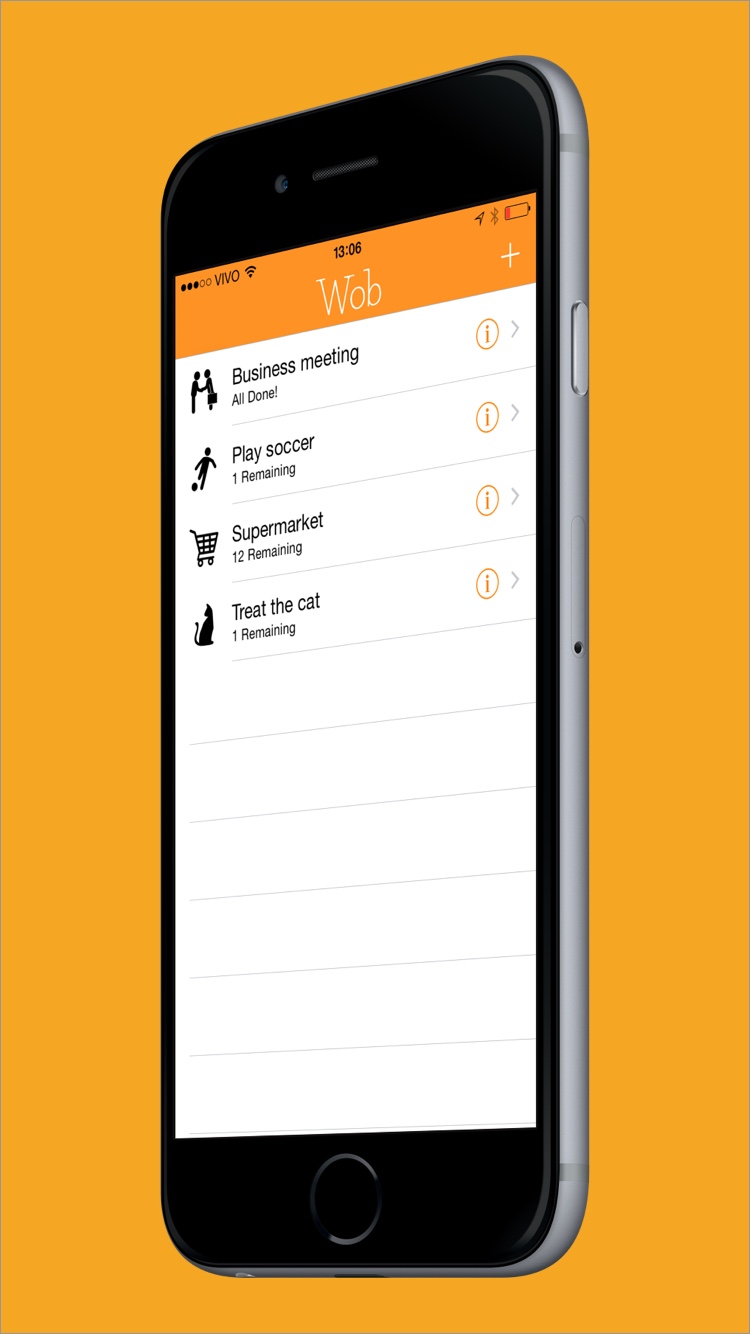 VIVO 13:06
Wob +
Business meeting
All Done!
Play soccer
1 Remaining
Supermarket
12 Remaining
Treat the cat
1 Remaining